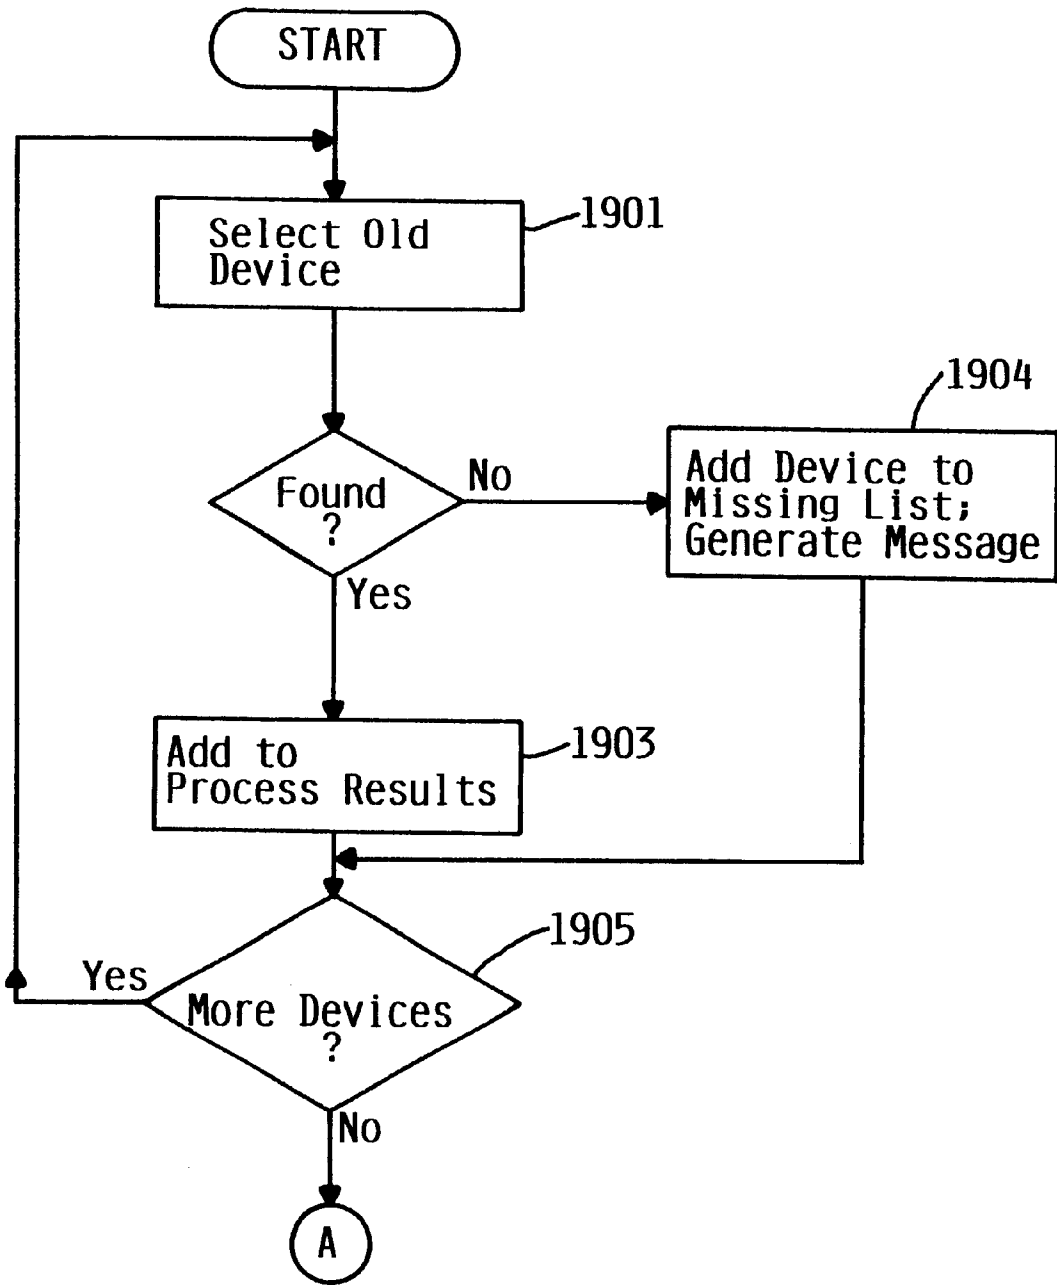 START
1901
Select Old
Device
1904
Found
?
No
Add Device to
Missing List;
Generate Message
Yes
1903
Add to
Process Results
1905
Yes
More Devices
?
No
A